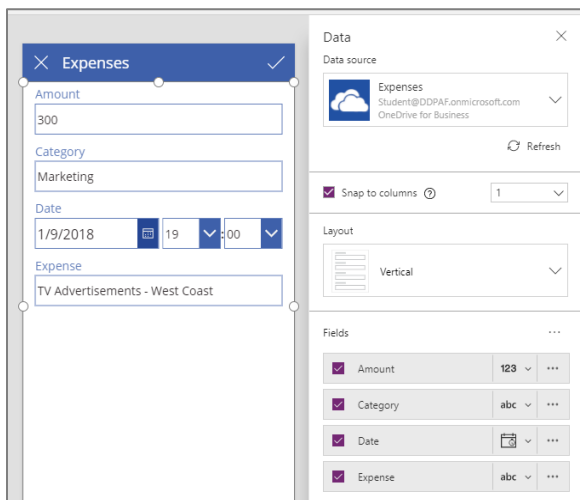 Expenses
Amount
300
Category
Marketing
Date
1/9/2018 19 : 00
Expense
TV Advertisements - West Coast
Data
Data source
Expenses
Student@DDPAF.onmicrosoft.com
OneDrive for Business
Refresh
Snap to columns ? 1
Layout
Vertical
Fields ...
Amount 123 ...
Category abc ...
Date ...
Expense abc ...